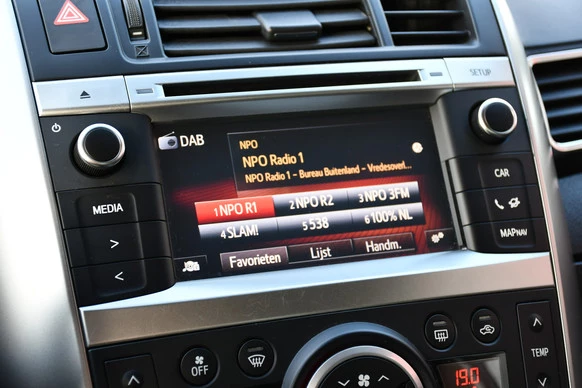 SETUP
DAB
NPO
NPO Radio 1
NPO Radio 1 - Bureau Buitenland - Vredesoverl...
1 NPO R1 2 NPO R2 3 NPO 3FM
4 SLAM! 5 538 6 100% NL
Favorieten Lijst Handm.
MEDIA
>
<
CAR
MAP NAV
OFF
TEMP
19.0